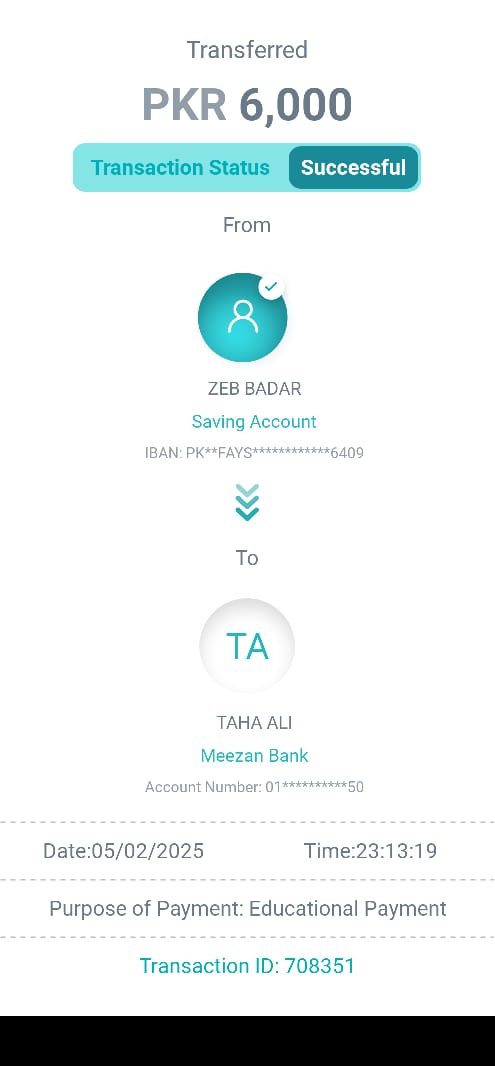 Transferred
PKR 6,000
Transaction Status Successful
From
ZEB BADAR
Saving Account
IBAN: PK**FAYS************6409
To
TA
TAHA ALI
Meezan Bank
Account Number: 01**********50
Date:05/02/2025 Time:23:13:19
Purpose of Payment: Educational Payment
Transaction ID: 708351